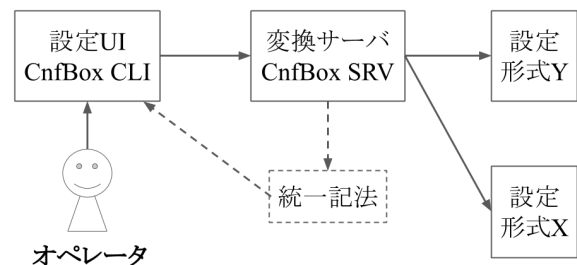 設定UI
CnfBox CLI
変換サーバ
CnfBox SRV
設定
形式Y
統一記法
設定
形式X
オペレータ